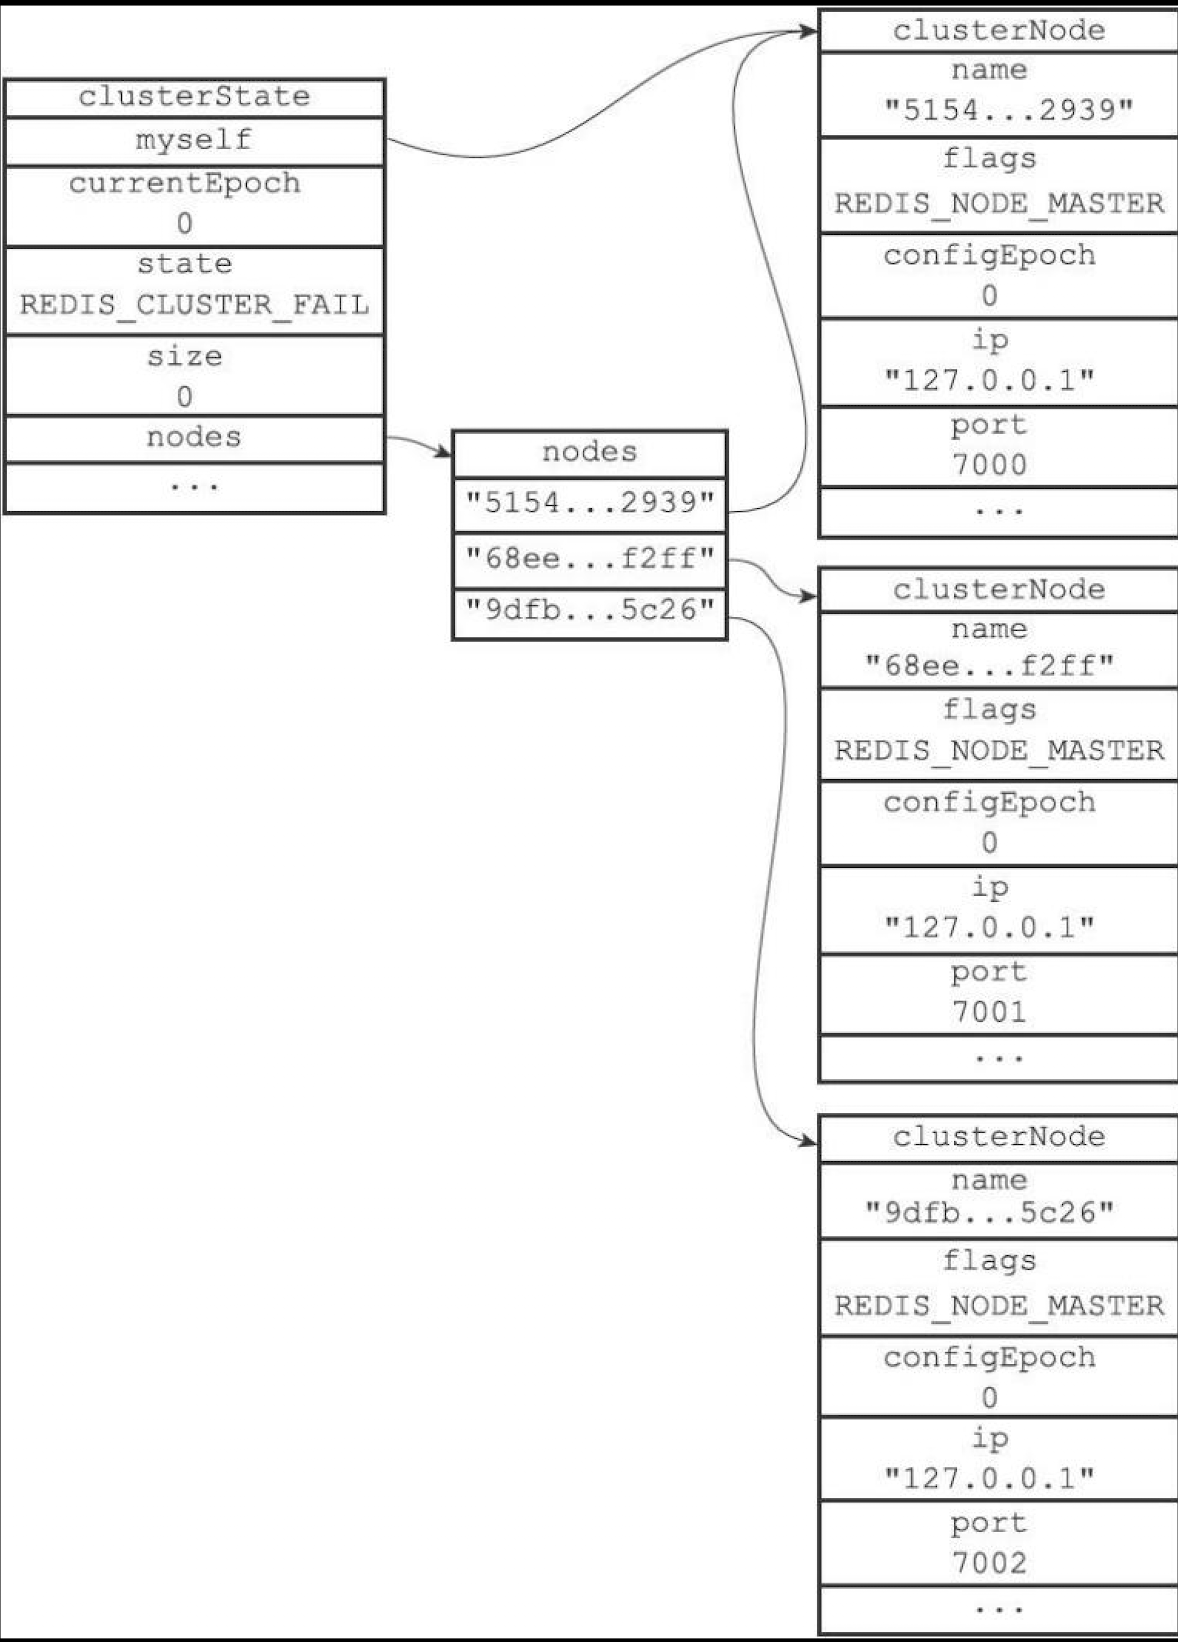 clusterState
myself
currentEpoch
0
state
REDIS_CLUSTER_FAIL
size
0
nodes
...
nodes
"5154...2939"
"68ee...f2ff"
"9dfb...5c26"
clusterNode
name
"5154...2939"
flags
REDIS_NODE_MASTER
configEpoch
0
ip
"127.0.0.1"
port
7000
...
clusterNode
name
"68ee...f2ff"
flags
REDIS_NODE_MASTER
configEpoch
0
ip
"127.0.0.1"
port
7001
...
clusterNode
name
"9dfb...5c26"
flags
REDIS_NODE_MASTER
configEpoch
0
ip
"127.0.0.1"
port
7002
...